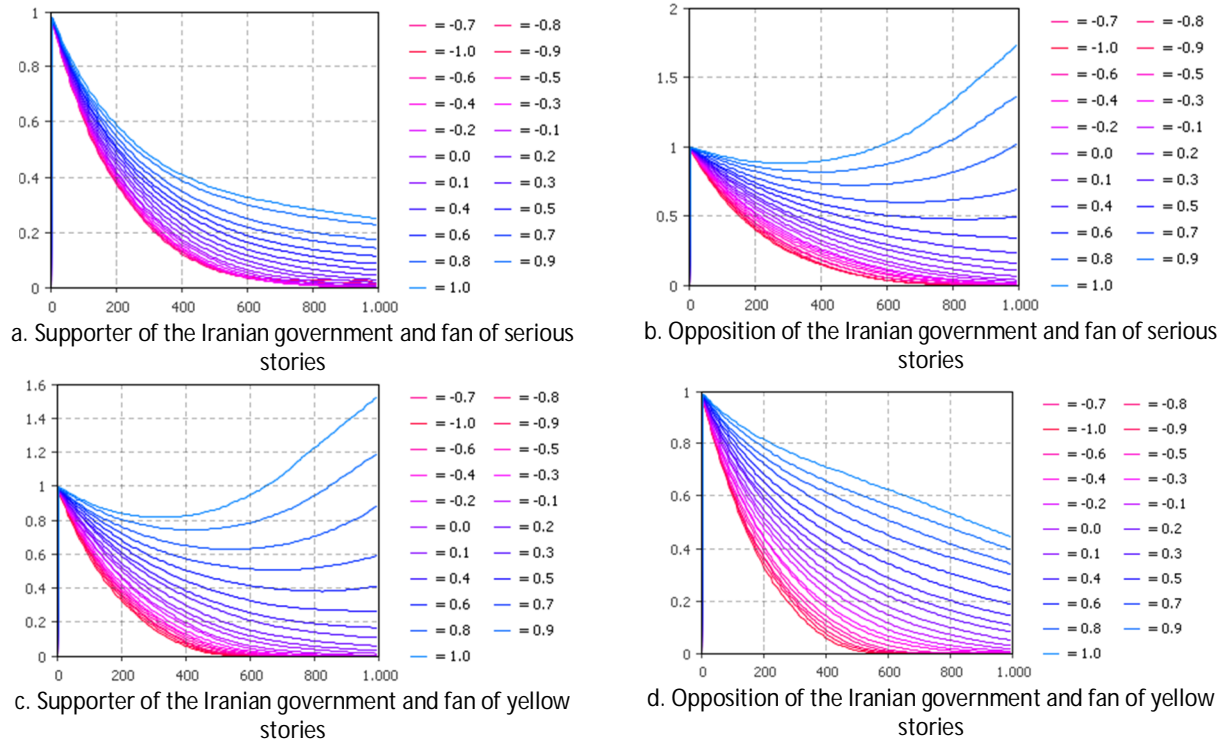 1
0.8
0.6
0.4
0.2
0
0 200 400 600 800 1.000
= -0.7 = -0.8
= -1.0 = -0.9
= -0.6 = -0.5
= -0.4 = -0.3
= -0.2 = -0.1
= 0.0 = 0.2
= 0.1 = 0.3
= 0.4 = 0.5
= 0.6 = 0.7
= 0.8 = 0.9
= 1.0
a. Supporter of the Iranian government and fan of serious
stories
2
1.5
1
0.5
0
0 200 400 600 800 1.000
= -0.7 = -0.8
= -1.0 = -0.9
= -0.6 = -0.5
= -0.4 = -0.3
= -0.2 = -0.1
= 0.0 = 0.2
= 0.1 = 0.3
= 0.4 = 0.5
= 0.6 = 0.7
= 0.8 = 0.9
= 1.0
b. Opposition of the Iranian government and fan of serious
stories
1.6
1.4
1.2
1
0.8
0.6
0.4
0.2
0
0 200 400 600 800 1.000
= -0.7 = -0.8
= -1.0 = -0.9
= -0.6 = -0.5
= -0.4 = -0.3
= -0.2 = -0.1
= 0.0 = 0.2
= 0.1 = 0.3
= 0.4 = 0.5
= 0.6 = 0.7
= 0.8 = 0.9
= 1.0
c. Supporter of the Iranian government and fan of yellow
stories
1
0.8
0.6
0.4
0.2
0
0 200 400 600 800 1.000
= -0.7 = -0.8
= -1.0 = -0.9
= -0.6 = -0.5
= -0.4 = -0.3
= -0.2 = -0.1
= 0.0 = 0.2
= 0.1 = 0.3
= 0.4 = 0.5
= 0.6 = 0.7
= 0.8 = 0.9
= 1.0
d. Opposition of the Iranian government and fan of yellow
stories